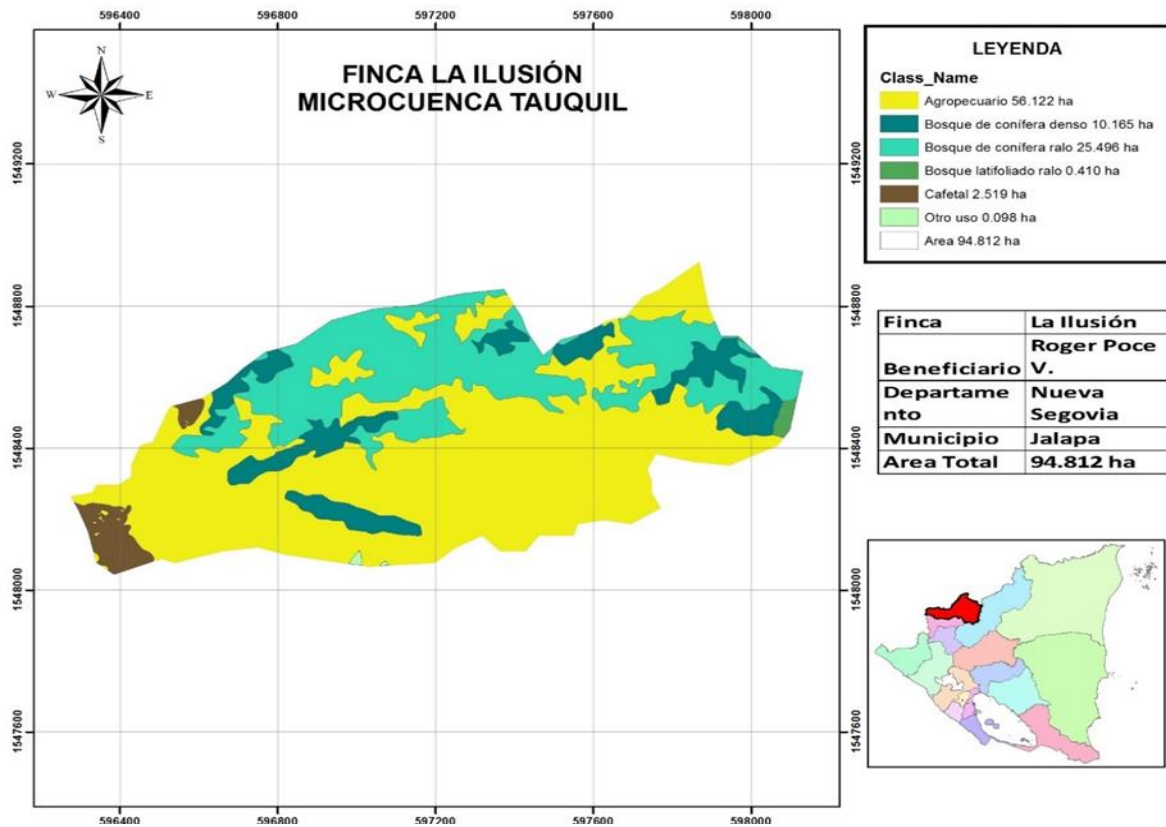 596400 596800 597200 597600 598000
N
W E
S
FINCA LA ILUSIÓN
MICROCUENCA TAUQUIL
1549200
1548800
1548400
1548000
1547600
1549200
1548800
1548400
1548000
1547600
596400 596800 597200 597600 598000
LEYENDA
Class_Name
Agropecuario 56.122 ha
Bosque de conífera denso 10.165 ha
Bosque de conífera ralo 25.496 ha
Bosque latifoliado ralo 0.410 ha
Cafetal 2.519 ha
Otro uso 0.098 ha
Area 94.812 ha
Finca La Ilusión
Roger Poce
Beneficiario V.
Departame Nueva
nto Segovia
Municipio Jalapa
Area Total 94.812 ha